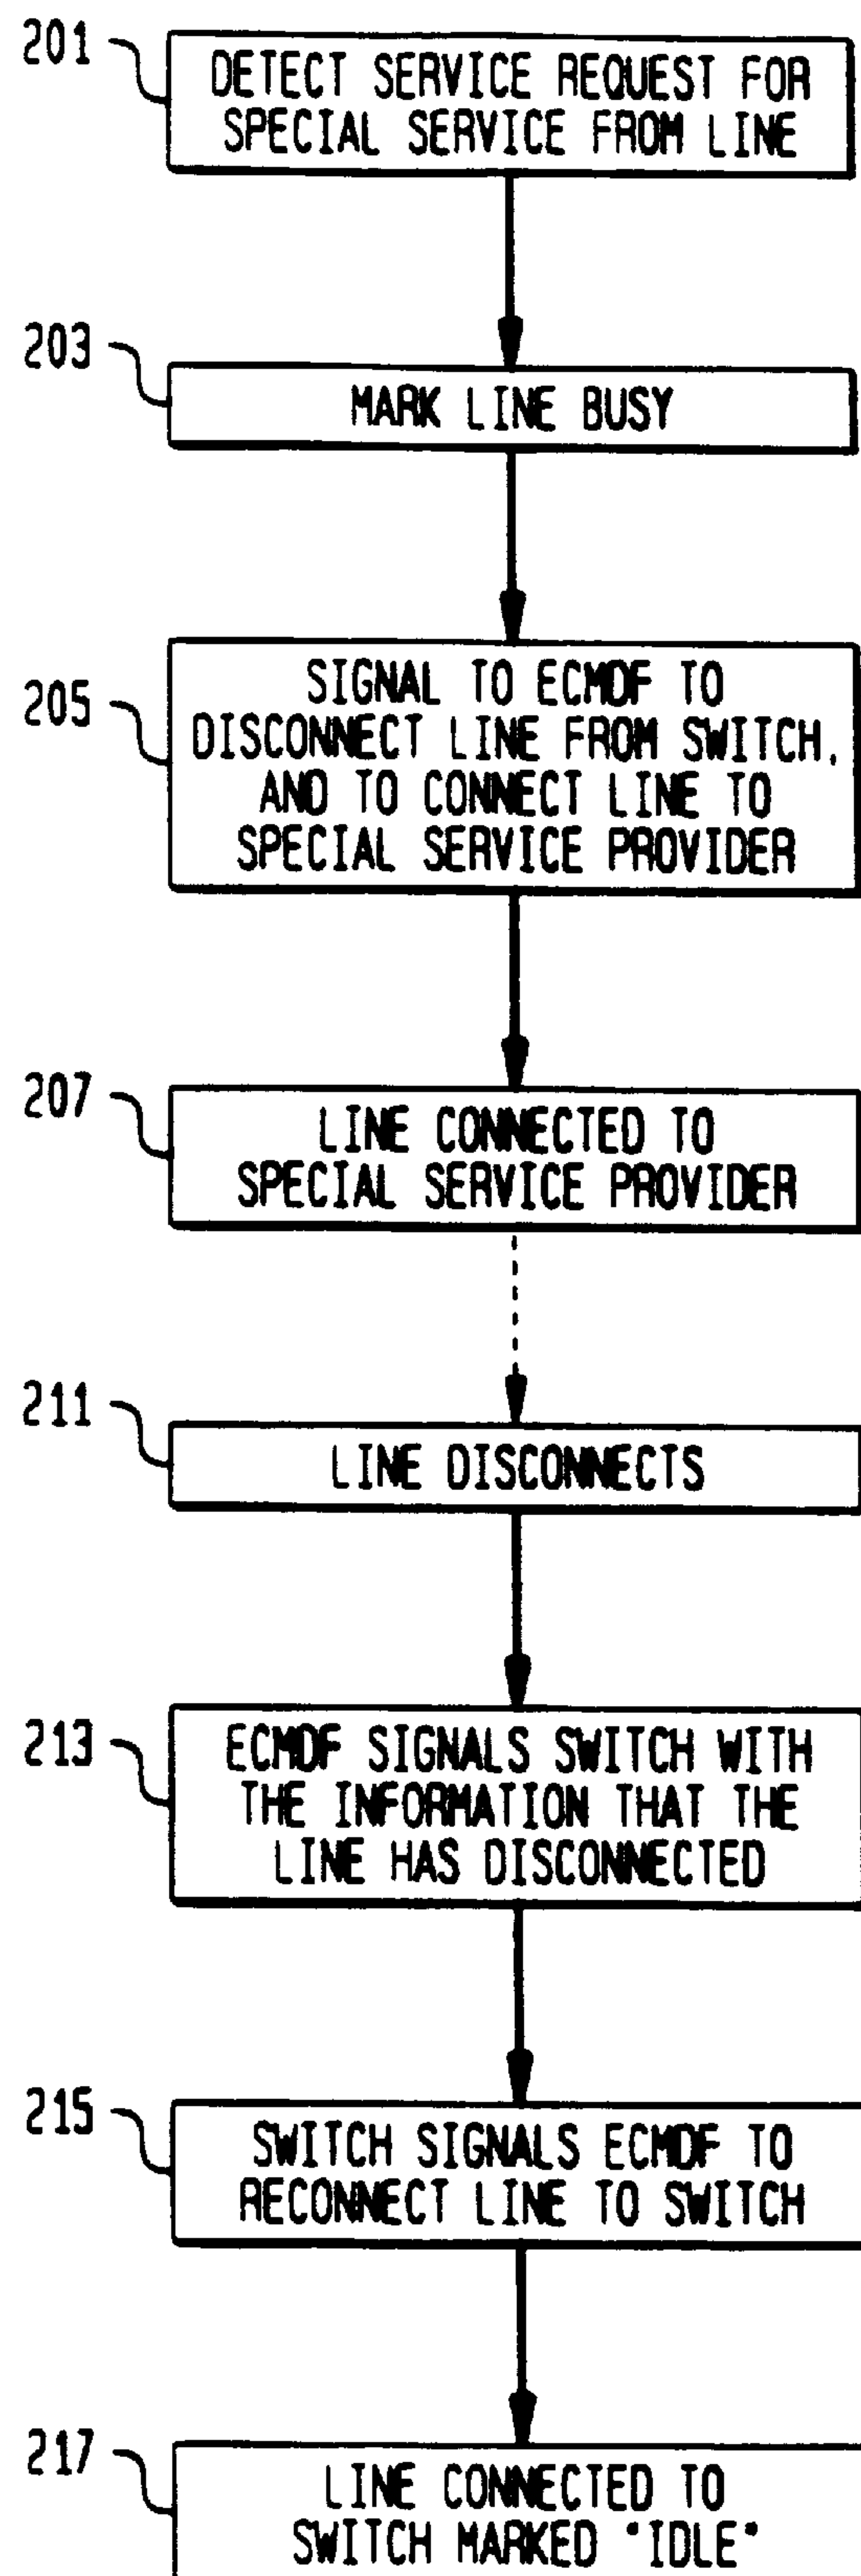 201
DETECT SERVICE REQUEST FOR
SPECIAL SERVICE FROM LINE
203
MARK LINE BUSY
205
SIGNAL TO ECMDF TO
DISCONNECT LINE FROM SWITCH,
AND TO CONNECT LINE TO
SPECIAL SERVICE PROVIDER
207
LINE CONNECTED TO
SPECIAL SERVICE PROVIDER
211
LINE DISCONNECTS
213
ECMDF SIGNALS SWITCH WITH
THE INFORMATION THAT THE
LINE HAS DISCONNECTED
215
SWITCH SIGNALS ECMDF TO
RECONNECT LINE TO SWITCH
217
LINE CONNECTED TO
SWITCH MARKED "IDLE"